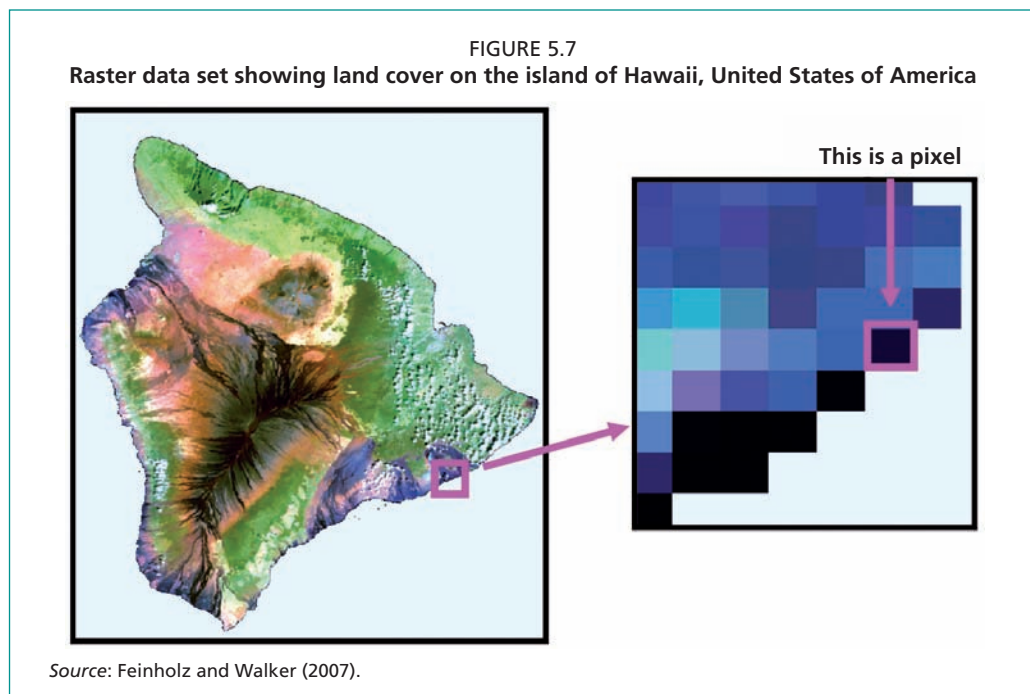 FIGURE 5.7
Raster data set showing land cover on the island of Hawaii, United States of America
This is a pixel
Source: Feinholz and Walker (2007).